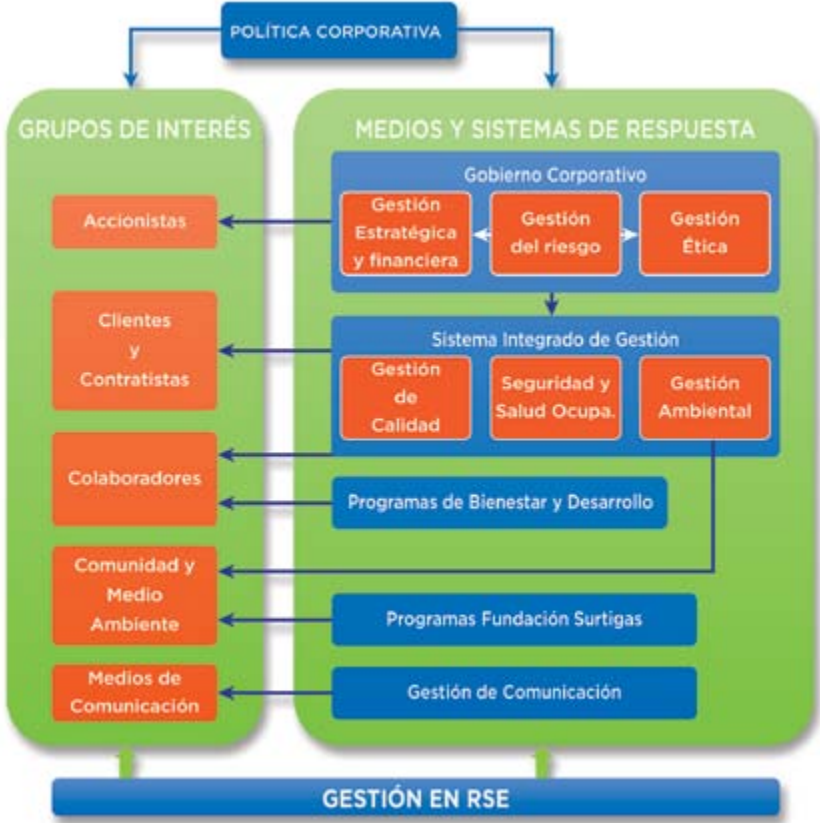 POLÍTICA CORPORATIVA
GRUPOS DE INTERÉS
Accionistas
Clientes
y
Contratistas
Colaboradores
Comunidad y
Medio
Ambiente
Medios de
Comunicación
MEDIOS Y SISTEMAS DE RESPUESTA
Gobierno Corporativo
Gestión
Estratégica
y financiera
Gestión
del riesgo
Gestión
Ética
Sistema Integrado de Gestión
Gestión
de
Calidad
Seguridad y
Salud Ocupa.
Gestión
Ambiental
Programas de Bienestar y Desarrollo
Programas Fundación Surtigas
Gestión de Comunicación
GESTIÓN EN RSE